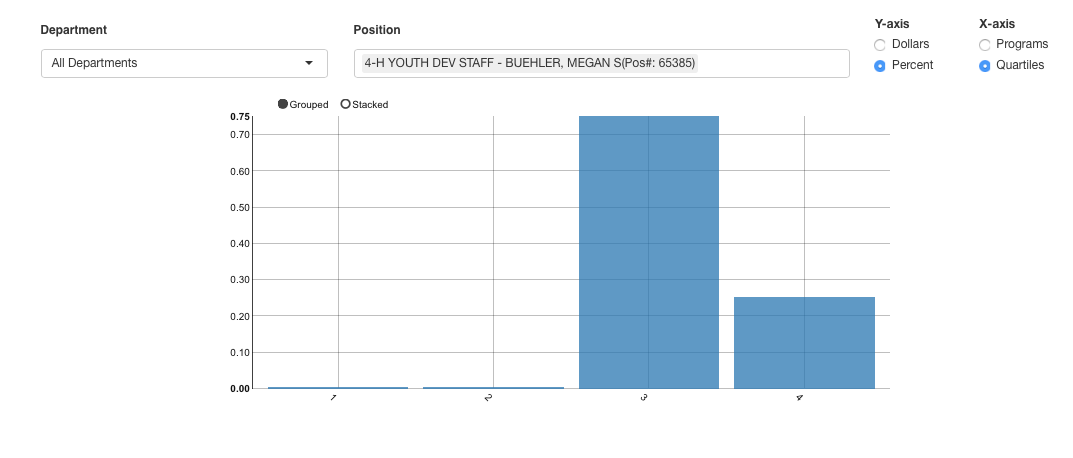 Department
All Departments
Position
4-H YOUTH DEV STAFF - BUEHLER, MEGAN S(Pos#: 65385)
Y-axis
Dollars
Percent
X-axis
Programs
Quartiles
Grouped Stacked
0.75
0.70
0.60
0.50
0.40
0.30
0.20
0.10
0.00
1 2 3 4